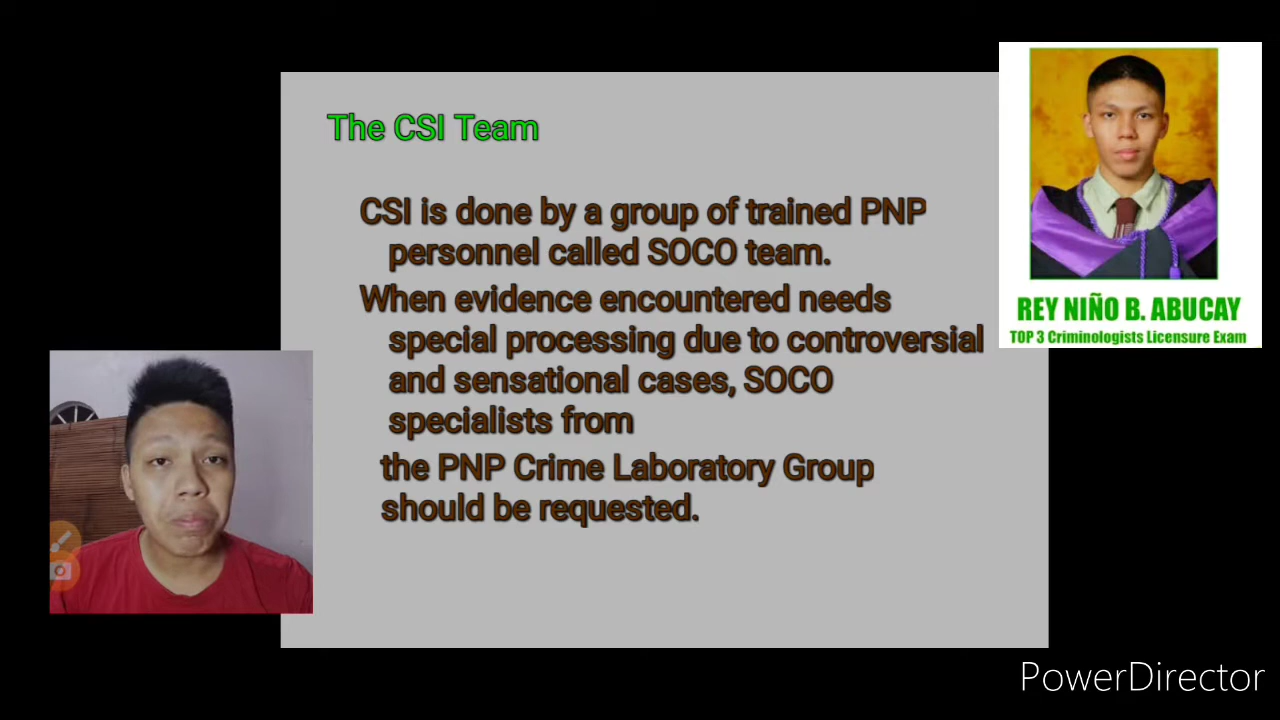 The CSI Team
CSI is done by a group of trained PNP
personnel called SOCO team.
When evidence encountered needs
special processing due to controversial
and sensational cases, SOCO
specialists from
the PNP Crime Laboratory Group
should be requested.
REY NIÑO B. ABUCAY
TOP 3 Criminologists Licensure Exam
PowerDirector